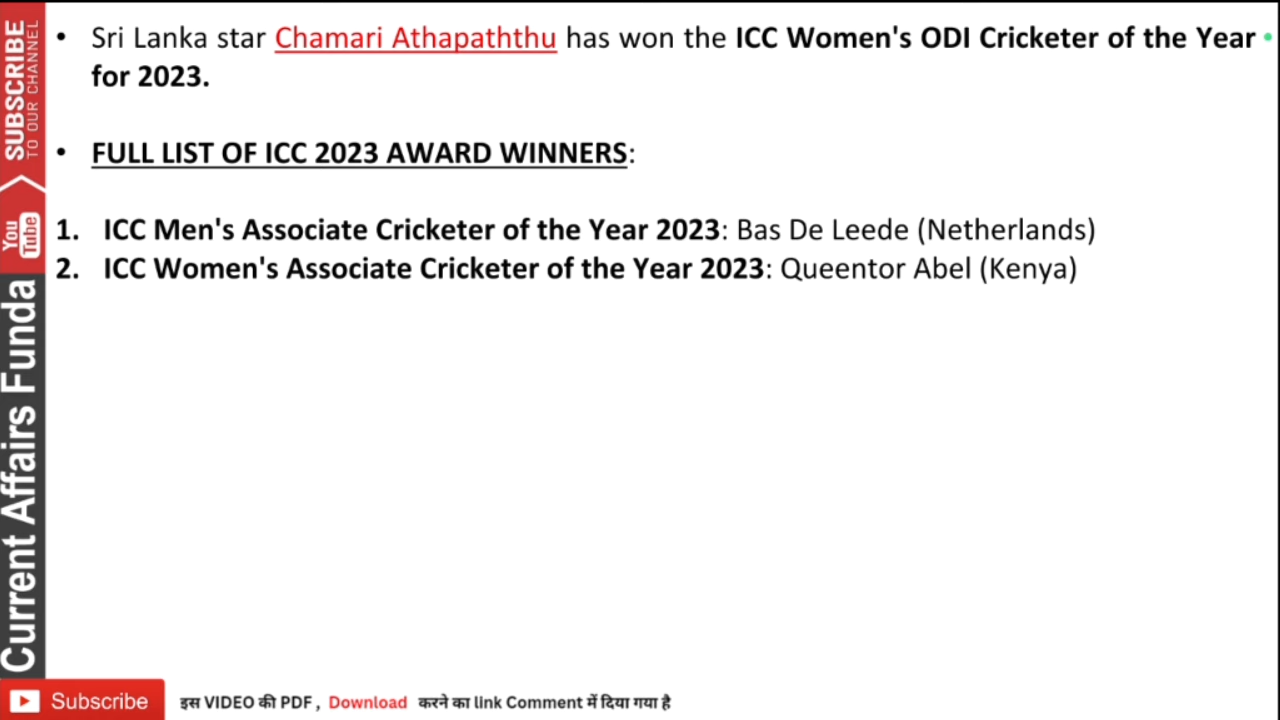 • Sri Lanka star Chamari Athapaththu has won the ICC Women's ODI Cricketer of the Year
for 2023.
• FULL LIST OF ICC 2023 AWARD WINNERS:
1. ICC Men's Associate Cricketer of the Year 2023: Bas De Leede (Netherlands)
2. ICC Women's Associate Cricketer of the Year 2023: Queentor Abel (Kenya)
SUBSCRIBE
TO OUR CHANNEL
You
Tube
Current Affairs Funda
Subscribe
इस VIDEO की PDF , Download करने का link Comment में दिया गया है